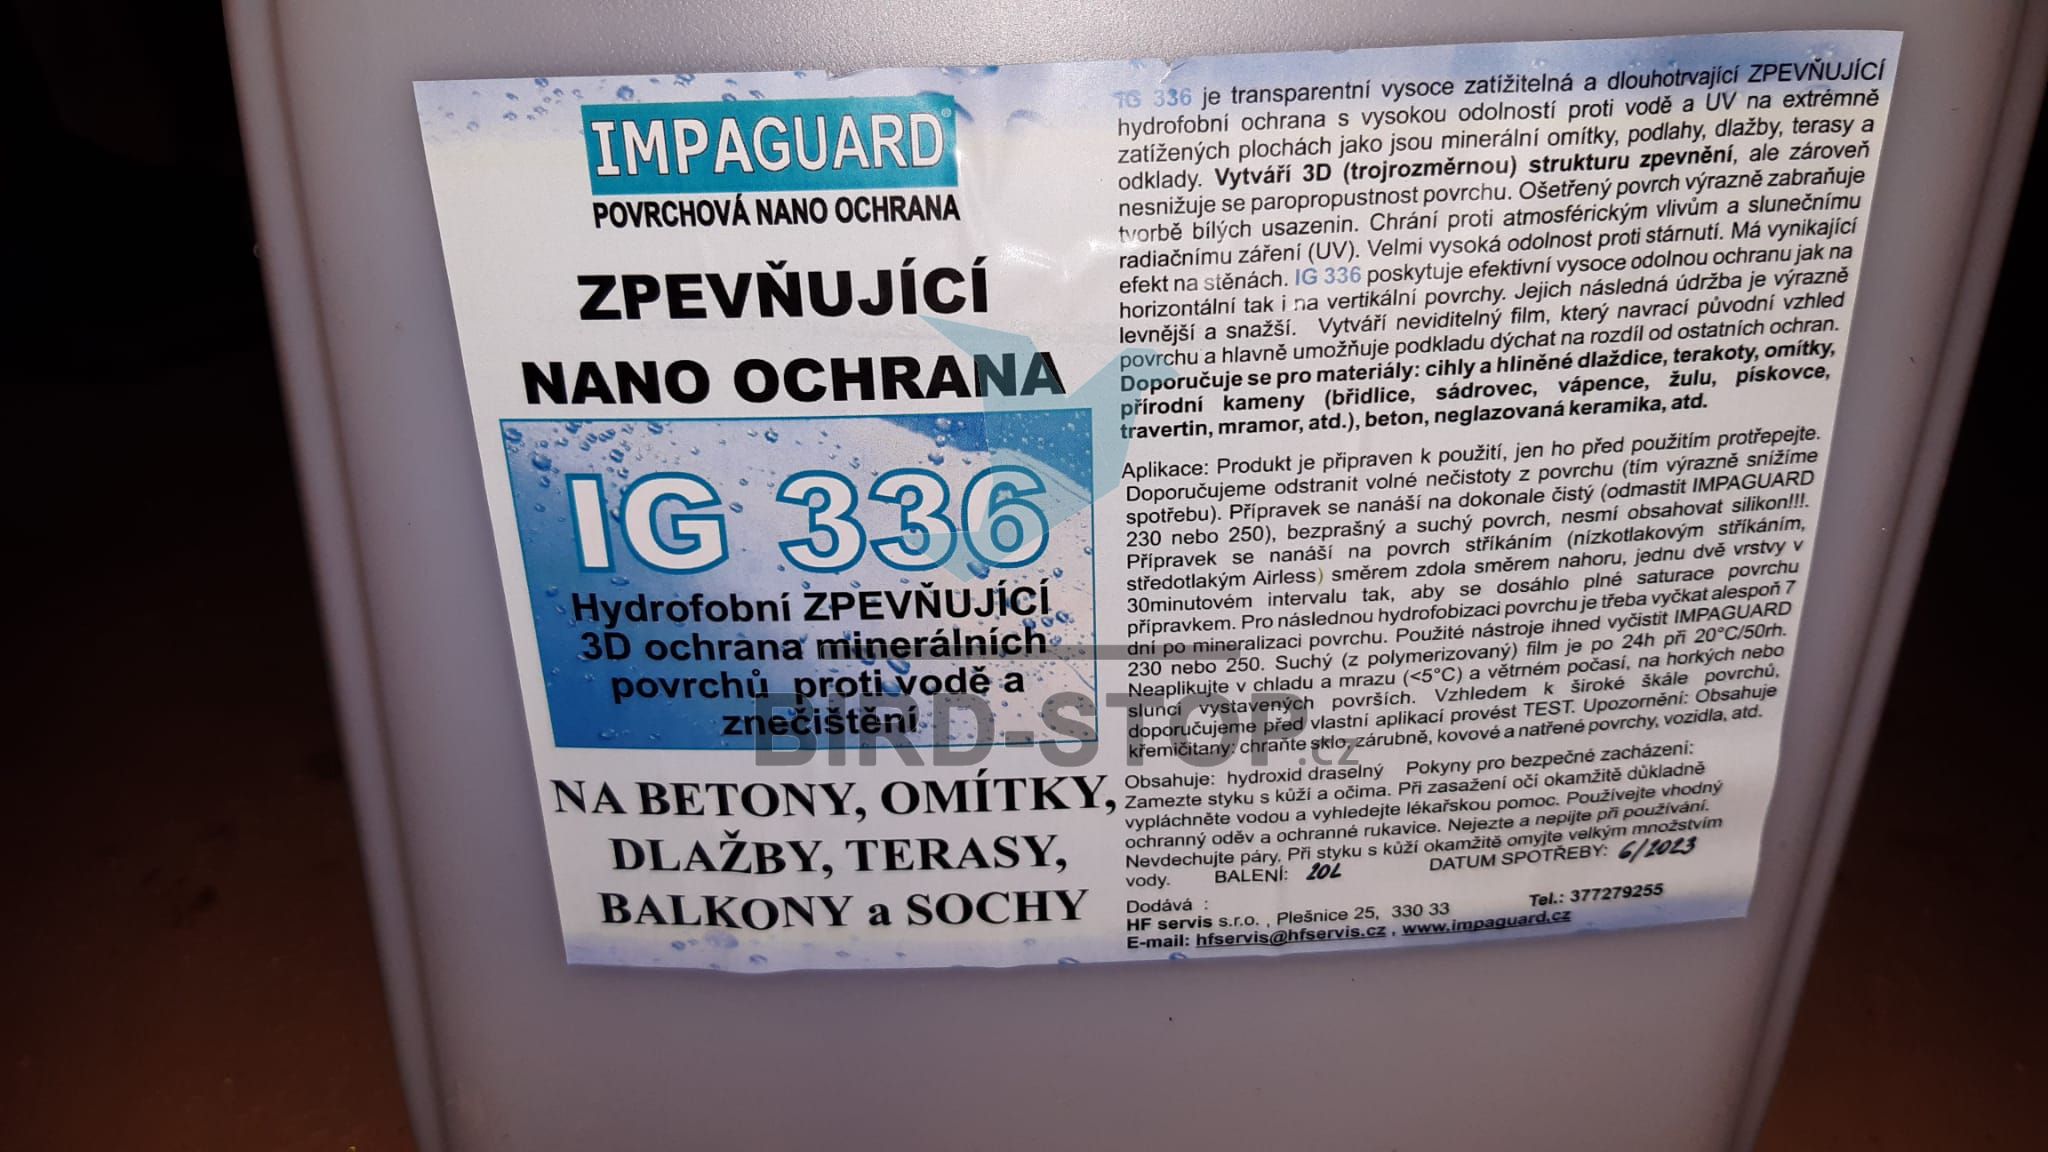 IMPAGUARD®
POVRCHOVÁ NANO OCHRANA
ZPEVŇUJÍCÍ
NANO OCHRANA
IG 336
Hydrofobní ZPEVŇUJÍCÍ
3D ochrana minerálních
povrchů proti vodě a
znečištění
NA BETONY, OMÍTKY,
DLAŽBY, TERASY,
BALKONY a SOCHY
IG 336 je transparentní vysoce zatížitelná a dlouhotrvající ZPEVŇUJÍCÍ
hydrofobní ochrana s vysokou odolností proti vodě a UV na extrémně
zatížených plochách jako jsou minerální omítky, podlahy, dlažby, terasy a
odklady. Vytváří 3D (trojrozměrnou) strukturu zpevnění, ale zároveň
nesnižuje se paropropustnost povrchu. Ošetřený povrch výrazně zabraňuje
tvorbě bílých usazenin. Chrání proti atmosférickým vlivům a slunečnímu
radiačnímu záření (UV). Velmi vysoká odolnost proti stárnutí. Má vynikající
efekt na stěnách. IG 336 poskytuje efektivní vysoce odolnou ochranu jak na
horizontální tak i na vertikální povrchy. Jejich následná údržba je výrazně
levnější a snažší. Vytváří neviditelný film, který navrací původní vzhled
povrchu a hlavně umožňuje podkladu dýchat na rozdíl od ostatních ochran.
Doporučuje se pro materiály: cihly a hliněné dlaždice, terakoty, omítky,
přírodní kameny (břidlice, sádrovec, vápence, žulu, pískovce,
travertin, mramor, atd.), beton, neglazovaná keramika, atd.
Aplikace: Produkt je připraven k použití, jen ho před použitím protřepejte.
Doporučujeme odstranit volné nečistoty z povrchu (tím výrazně snížíme
spotřebu). Přípravek se nanáší na dokonale čistý (odmastit IMPAGUARD
230 nebo 250), bezprašný a suchý povrch, nesmí obsahovat silikon!!!.
Přípravek se nanáší na povrch stříkáním (nízkotlakovým stříkáním,
středotlakým Airless) směrem zdola směrem nahoru, jednu dvě vrstvy v
30minutovém intervalu tak, aby se dosáhlo plné saturace povrchu
přípravkem. Pro následnou hydrofobizaci povrchu je třeba vyčkat alespoň 7
dní po mineralizaci povrchu. Použité nástroje ihned vyčistit IMPAGUARD
230 nebo 250. Suchý (z polymerizovaný) film je po 24h při 20°C/50rh.
Neaplikujte v chladu a mrazu (<5°C) a větrném počasí, na horkých nebo
slunci vystavených površích. Vzhledem k široké škále povrchů,
doporučujeme před vlastní aplikací provést TEST. Upozornění: Obsahuje
křemičitany: chraňte sklo, zárubně, kovové a natřené povrchy, vozidla, atd.
Obsahuje: hydroxid draselný Pokyny pro bezpečné zacházení:
Zamezte styku s kůží a očima. Při zasažení očí okamžitě důkladně
vypláchněte vodou a vyhledejte lékařskou pomoc. Používejte vhodný
ochranný oděv a ochranné rukavice. Nejezte a nepijte při používání.
Nevdechujte páry. Při styku s kůží okamžitě omyjte velkým množstvím
vody. BALENÍ: 20L DATUM SPOTŘEBY: 6/2023
Dodává :
HF servis s.r.o. , Plešnice 25, 330 33 Tel.: 377279255
E-mail: hfservis@hfservis.cz , www.impaguard.cz
BIRD-STOP.cz